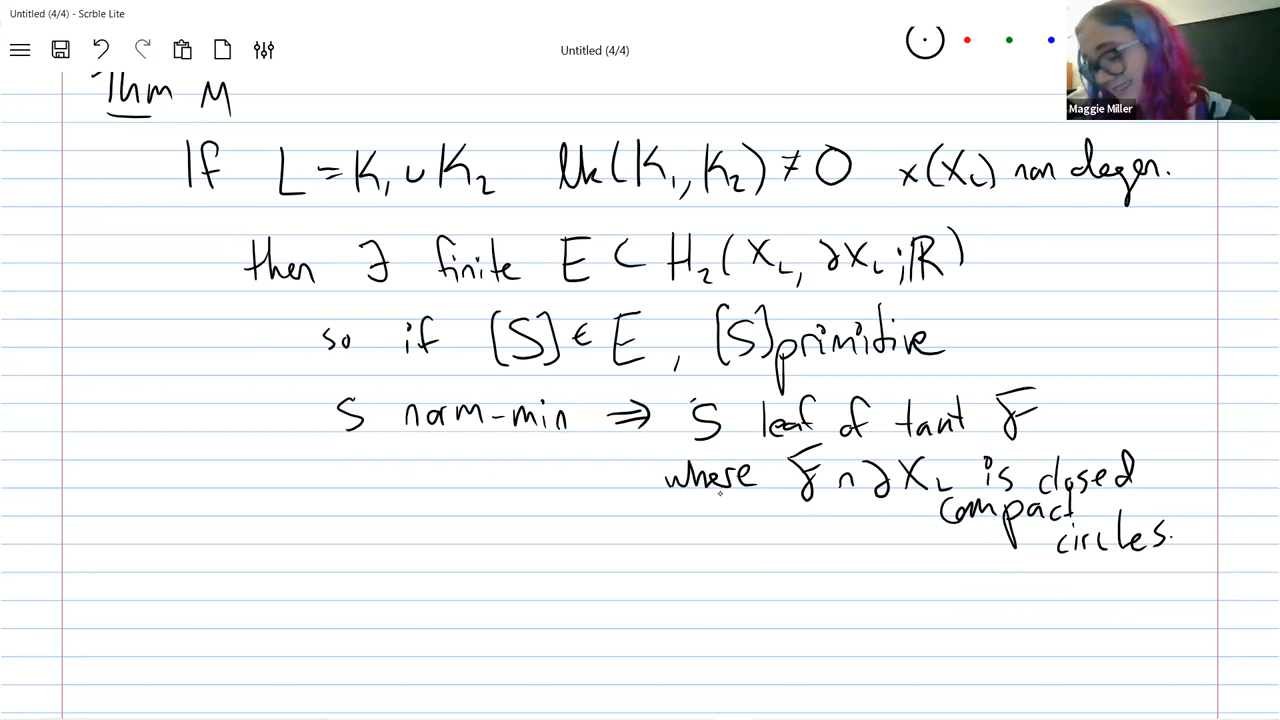 Untitled (4/4) - Scrble Lite
Untitled (4/4)
Maggie Miller
Thm M
If L = K₁ ∪ K₂ lk(K₁, K₂) ≠ 0 x(X_L) non degen.
then ∃ finite E ⊂ H₂(X_L, ∂X_L; ℝ)
so if [S] ∈ E, [S] primitive
S norm-min ⇒ S leaf of taut F
where F ∩ ∂X_L is closed
compact
circles.